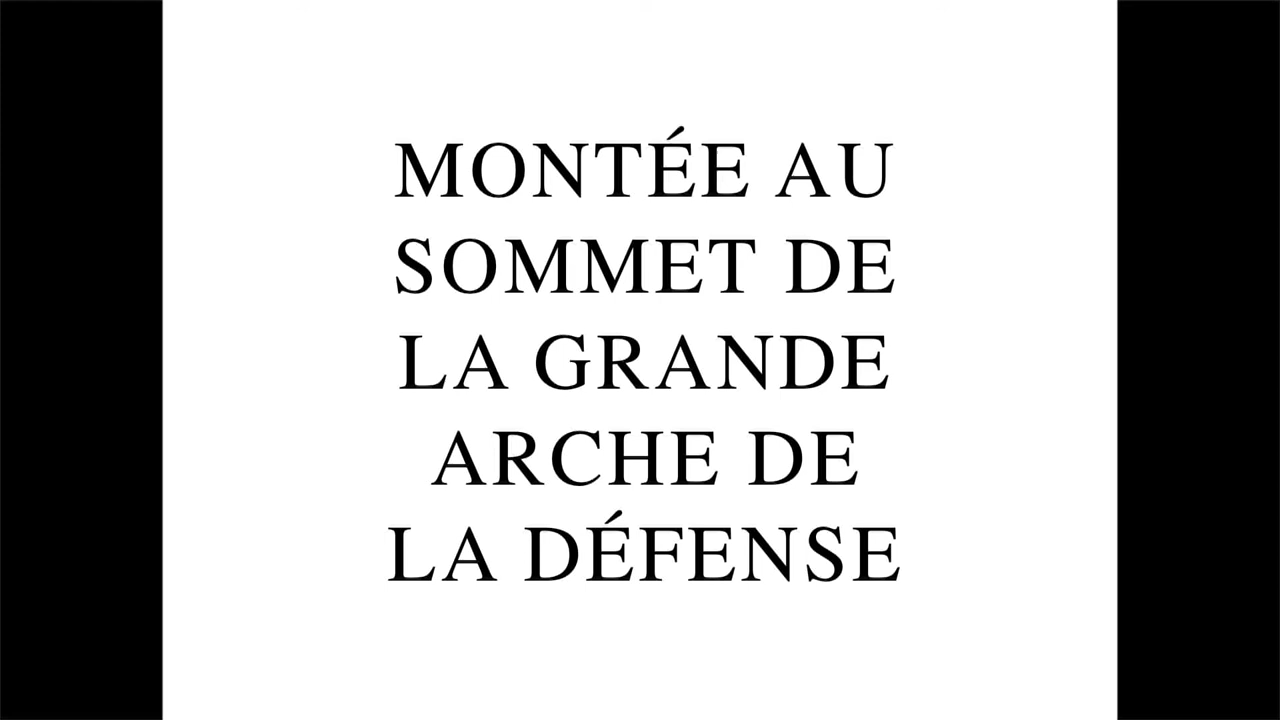 MONTÉE AU
SOMMET DE
LA GRANDE
ARCHE DE
LA DÉFENSE